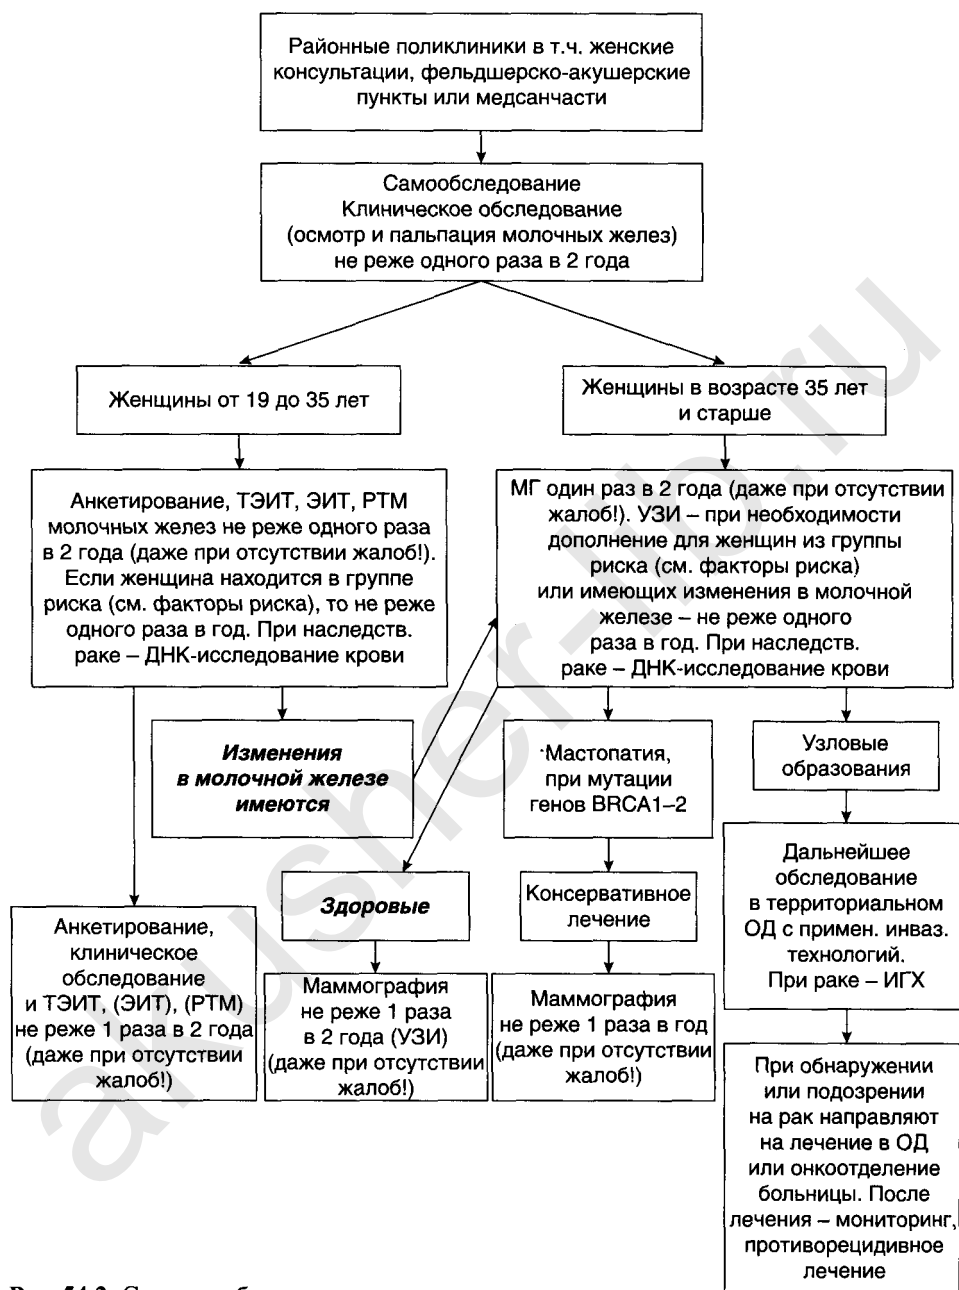 Районные поликлиники в т.ч. женские
консультации, фельдшерско-акушерские
пункты или медсанчасти
Самообследование
Клиническое обследование
(осмотр и пальпация молочных желез)
не реже одного раза в 2 года
Женщины от 19 до 35 лет
Женщины в возрасте 35 лет
и старше
Анкетирование, ТЭИТ, ЭИТ, РТМ
молочных желез не реже одного раза
в 2 года (даже при отсутствии жалоб!).
Если женщина находится в группе
риска (см. факторы риска), то не реже
одного раза в год. При наследств.
раке – ДНК-исследование крови
МГ один раз в 2 года (даже при отсутствии
жалоб!). УЗИ – при необходимости
дополнение для женщин из группы
риска (см. факторы риска)
или имеющих изменения в молочной
железе – не реже одного
раза в год. При наследств.
раке – ДНК-исследование крови
Изменения
в молочной железе
имеются
Мастопатия,
при мутации
генов BRCA1–2
Узловые
образования
Здоровые
Консервативное
лечение
Дальнейшее
обследование
в территориальном
ОД с примен. инваз.
технологий.
При раке – ИГХ
Анкетирование,
клиническое
обследование
и ТЭИТ, (ЭИТ), (РТМ)
не реже 1 раза в 2 года
(даже при отсутствии
жалоб!)
Маммография
не реже 1 раза
в 2 года (УЗИ)
(даже при отсутствии
жалоб!)
Маммография
не реже 1 раза в год
(даже при отсутствии
жалоб!)
При обнаружении
или подозрении
на рак направляют
на лечение в ОД
или онкоотделение
больницы. После
лечения – мониторинг,
противорецидивное
лечение
akusher-lib.ru